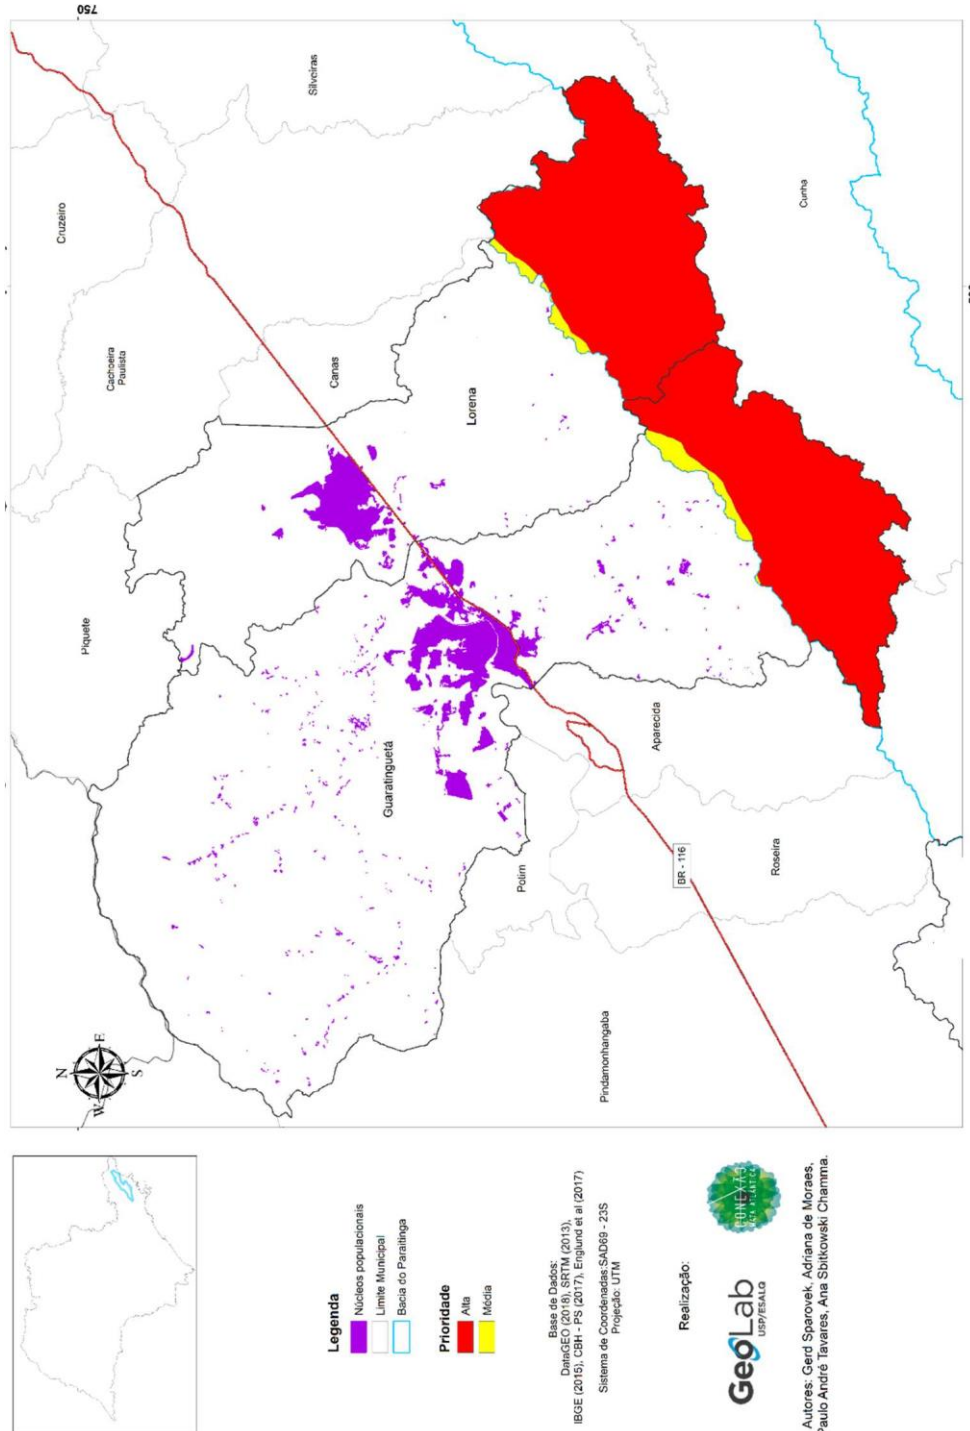 750
Silveiras
Cruzeiro
Cunha
Cachoeira
Paulista
Canas
Lorena
Piquete
Guaratinguetá
Aparecida
Potim
Roseira
BR - 116
Pindamonhangaba
N
E
S
W
Legenda
Núcleos populacionais
Limite Municipal
Bacia do Paraitinga
Prioridade
Alta
Média
Base de Dados:
DataGEO (2018), SRTM (2013),
IBGE (2015), CBH - PS (2017), Englund et al (2017)
Sistema de Coordenadas:SAD69 - 23S
Projeção: UTM
Realização:
GeoLab
USP/ESALQ
CONEXÃO
MATA ATLÂNTICA
Autores: Gerd Sparovek, Adriana de Moraes,
Paulo André Tavares, Ana Sbitkowski Chamma.